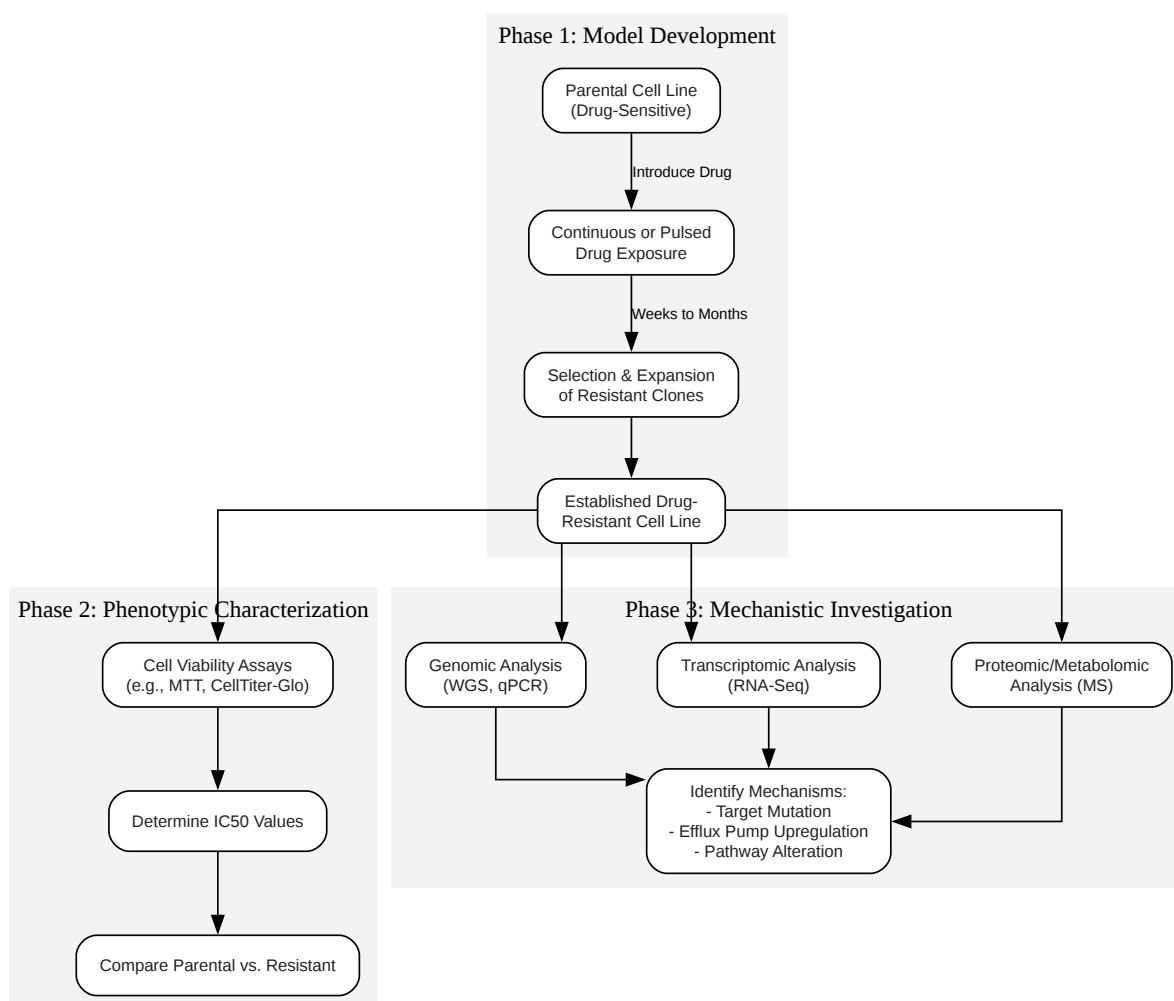 Phase 1: Model Development
Parental Cell Line
(Drug-Sensitive)
Introduce Drug
Continuous or Pulsed
Drug Exposure
Weeks to Months
Selection & Expansion
of Resistant Clones
Established Drug-
Resistant Cell Line
Phase 2: Phenotypic Characterization
Cell Viability Assays
(e.g., MTT, CellTiter-Glo)
Determine IC50 Values
Compare Parental vs. Resistant
Phase 3: Mechanistic Investigation
Genomic Analysis
(WGS, qPCR)
Transcriptomic Analysis
(RNA-Seq)
Proteomic/Metabolomic
Analysis (MS)
Identify Mechanisms:
- Target Mutation
- Efflux Pump Upregulation
- Pathway Alteration